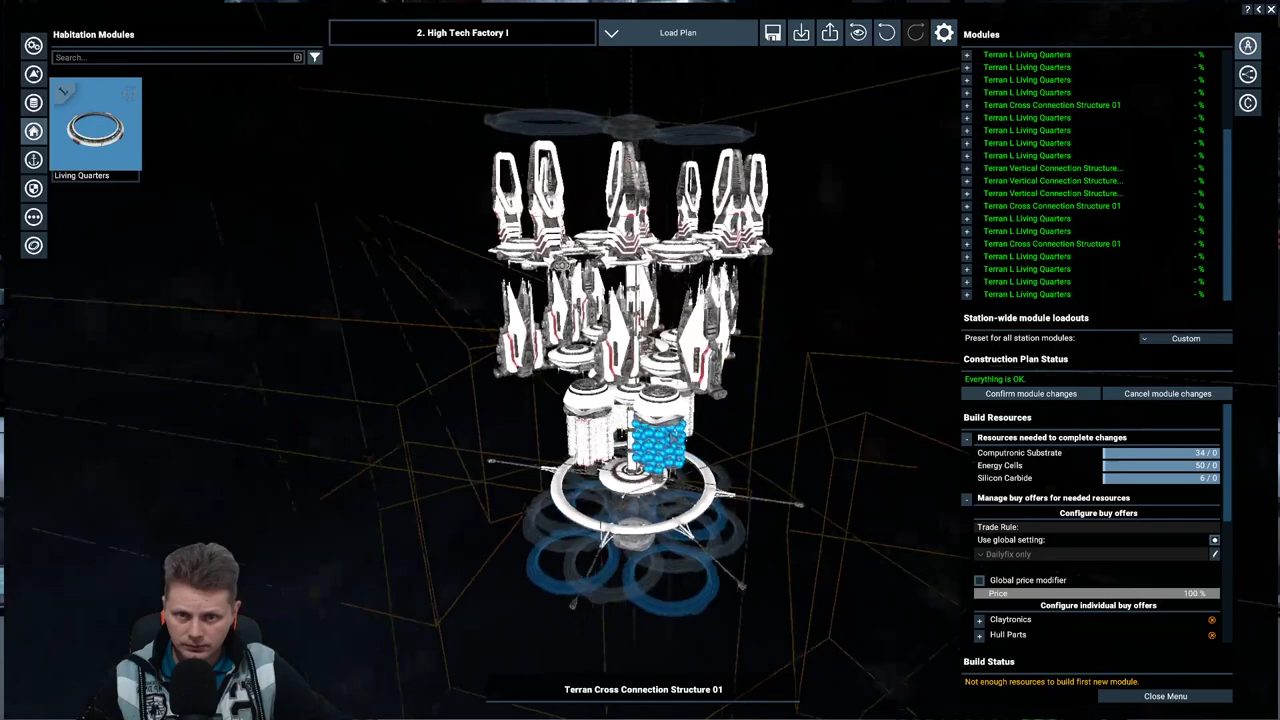 Habitation Modules
Search...
Living Quarters
2. High Tech Factory I
Load Plan
Modules
Terran L Living Quarters - %
Terran L Living Quarters - %
Terran L Living Quarters - %
Terran L Living Quarters - %
Terran Cross Connection Structure 01 - %
Terran L Living Quarters - %
Terran L Living Quarters - %
Terran L Living Quarters - %
Terran L Living Quarters - %
Terran Vertical Connection Structure... - %
Terran Vertical Connection Structure... - %
Terran Vertical Connection Structure... - %
Terran Cross Connection Structure 01 - %
Terran L Living Quarters - %
Terran L Living Quarters - %
Terran Cross Connection Structure 01 - %
Terran L Living Quarters - %
Terran L Living Quarters - %
Terran L Living Quarters - %
Terran L Living Quarters - %
Station-wide module loadouts
Preset for all station modules: Custom
Construction Plan Status
Everything is OK.
Confirm module changes Cancel module changes
Build Resources
Resources needed to complete changes
Computronic Substrate 34 / 0
Energy Cells 50 / 0
Silicon Carbide 6 / 0
Manage buy offers for needed resources
Configure buy offers
Trade Rule:
Use global setting:
Dailyfix only
Global price modifier
Price 100 %
Configure individual buy offers
Claytronics
Hull Parts
Build Status
Not enough resources to build first new module.
Close Menu
Terran Cross Connection Structure 01